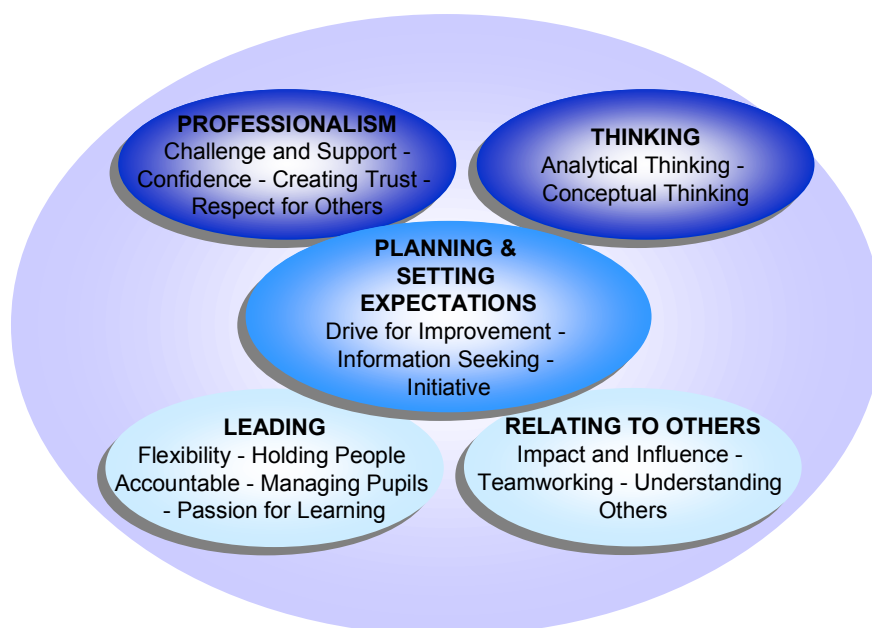 PROFESSIONALISM
Challenge and Support -
Confidence - Creating Trust -
Respect for Others
THINKING
Analytical Thinking -
Conceptual Thinking
PLANNING &
SETTING
EXPECTATIONS
Drive for Improvement -
Information Seeking -
Initiative
LEADING
Flexibility - Holding People
Accountable - Managing Pupils
- Passion for Learning
RELATING TO OTHERS
Impact and Influence -
Teamworking - Understanding
Others